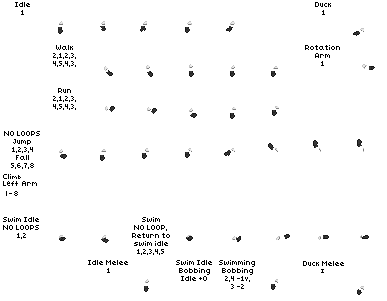 Idle
1
Duck
1
Walk
2,1,2,3,
4,5,4,3,
Rotation
Arm
1
Run
2,1,2,3,
4,5,4,3,
NO LOOPS
Jump
1,2,3,4
Fall
5,6,7,8
Climb
Left Arm
1-8
Swim Idle
NO LOOPS
1,2
Swim
NO LOOP,
Return to
swim idle
1,2,3,4,5
Swim Idle
Bobbing
Idle +0
Swimming
Bobbing
2,4 -1v,
3 -2
Idle Melee
1
Duck Melee
1